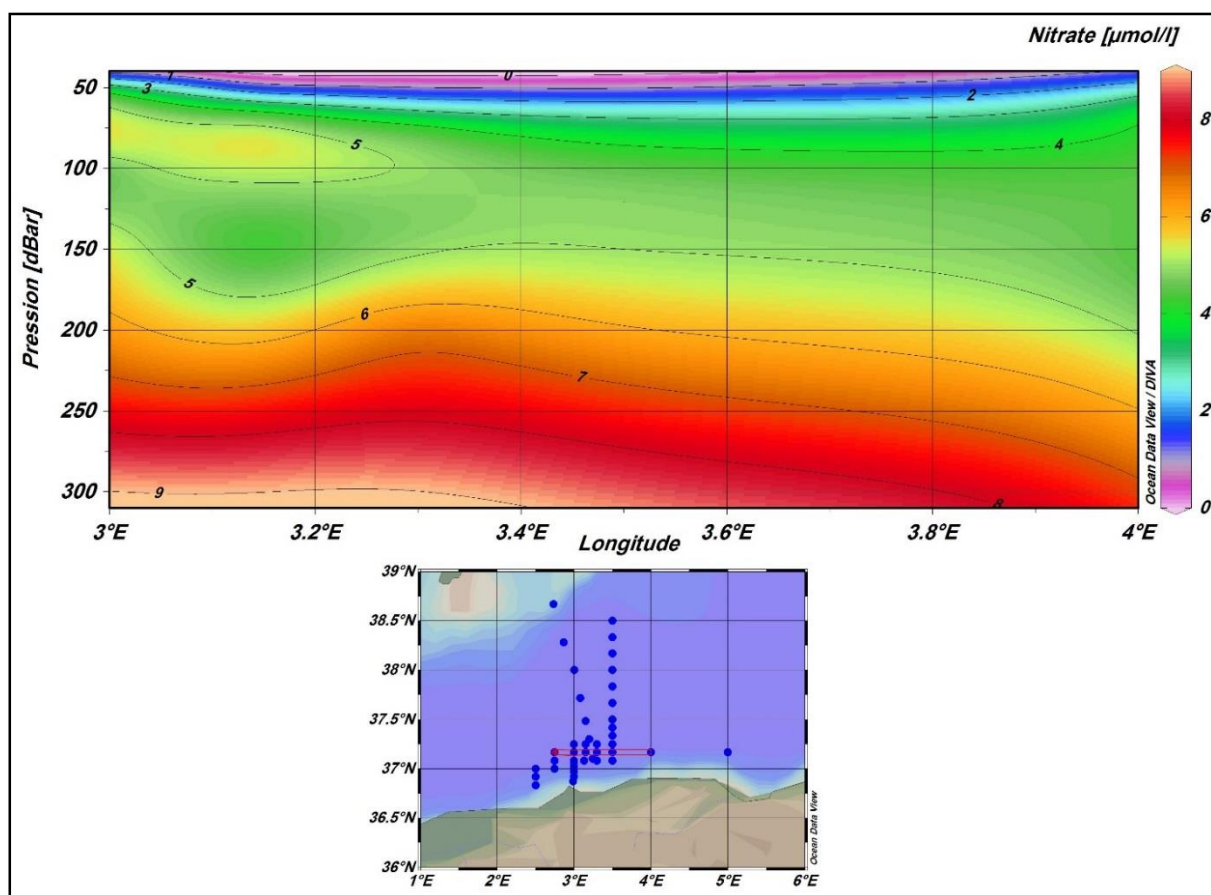 Nitrate [µmol/l]
50
100
150
200
250
300
Pression [dBar]
1
0
3
2
5
4
5
6
7
9
8
8
6
4
2
0
Ocean Data View / DIVA
3°E
3.2°E
3.4°E
3.6°E
3.8°E
4°E
Longitude
39°N
38.5°N
38°N
37.5°N
37°N
36.5°N
36°N
1°E
2°E
3°E
4°E
5°E
6°E
Ocean Data View